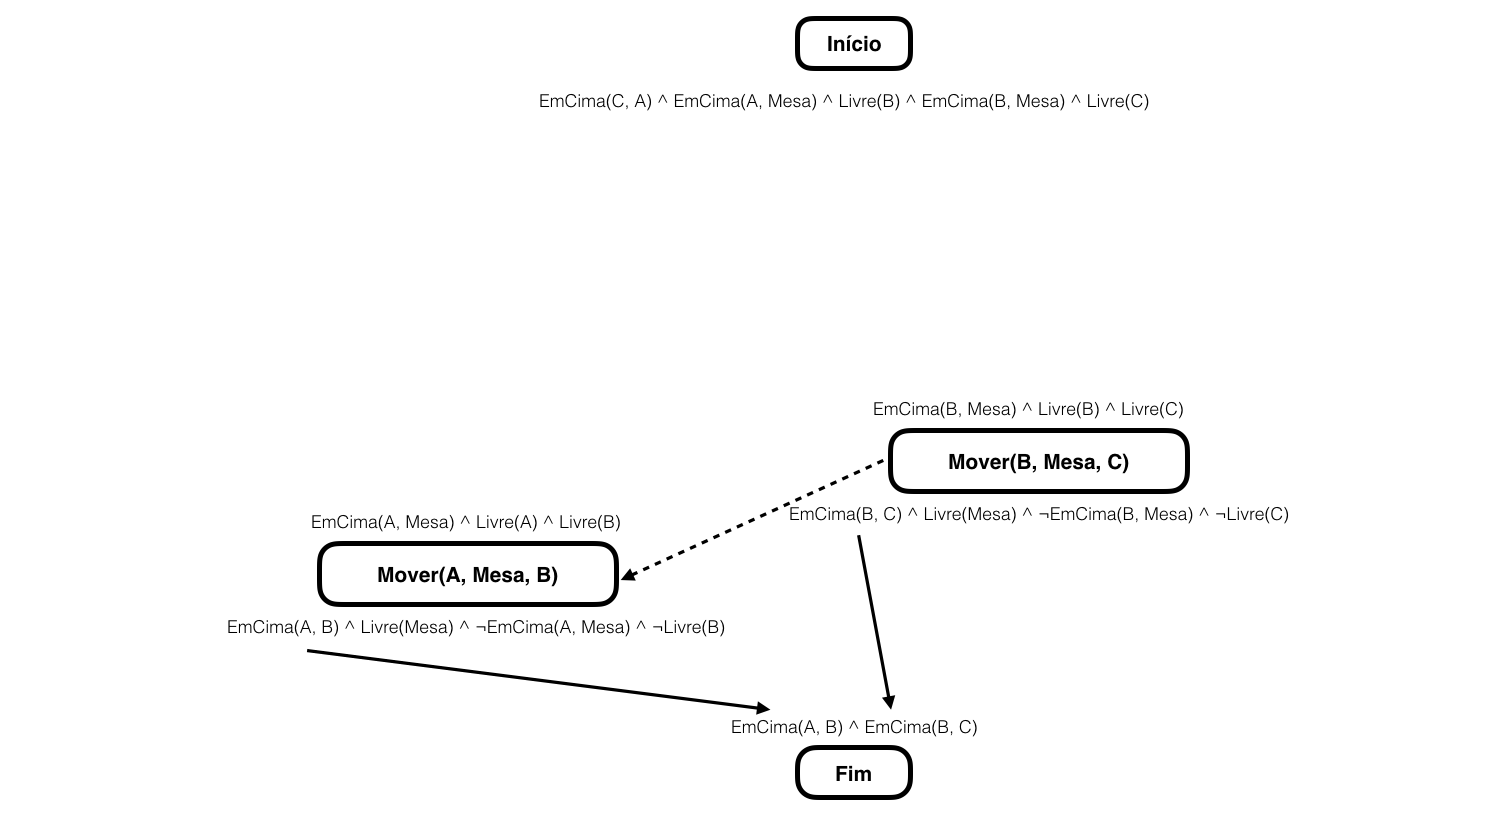 Início
EmCima(C, A) ^ EmCima(A, Mesa) ^ Livre(B) ^ EmCima(B, Mesa) ^ Livre(C)
EmCima(B, Mesa) ^ Livre(B) ^ Livre(C)
Mover(B, Mesa, C)
EmCima(B, C) ^ Livre(Mesa) ^ ¬EmCima(B, Mesa) ^ ¬Livre(C)
EmCima(A, Mesa) ^ Livre(A) ^ Livre(B)
Mover(A, Mesa, B)
EmCima(A, B) ^ Livre(Mesa) ^ ¬EmCima(A, Mesa) ^ ¬Livre(B)
EmCima(A, B) ^ EmCima(B, C)
Fim